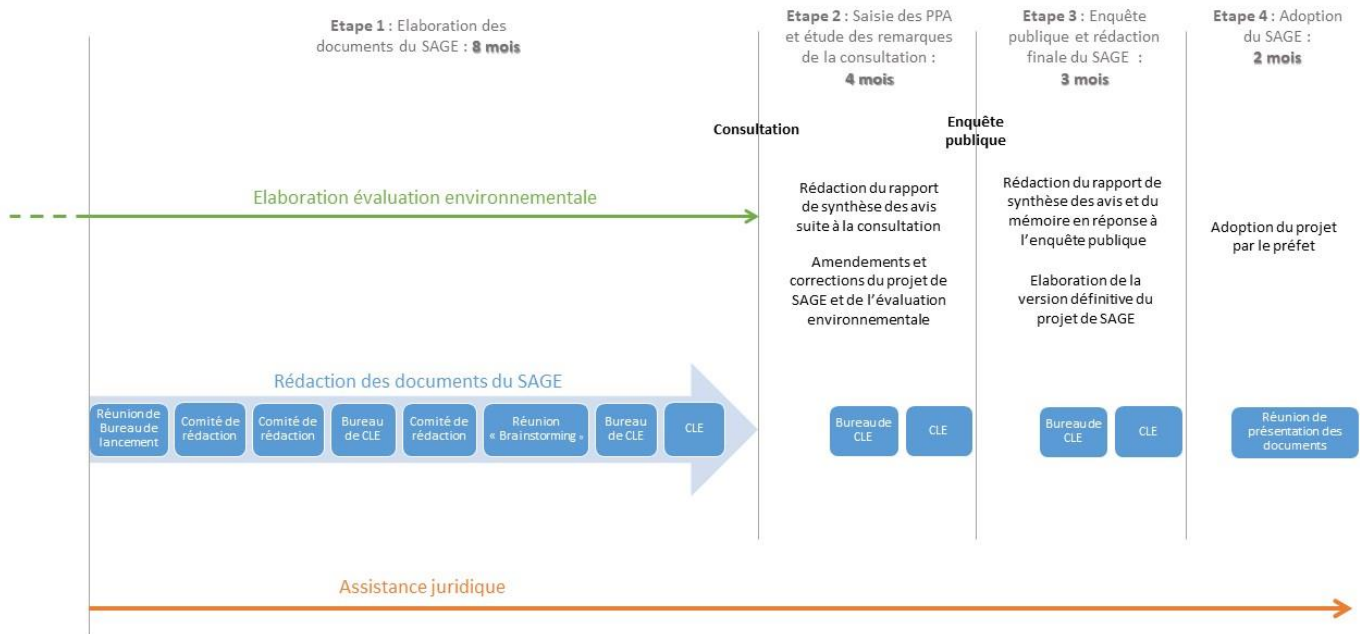 Etape 1 : Elaboration des
documents du SAGE : 8 mois
Etape 2 : Saisie des PPA
et étude des remarques
de la consultation :
4 mois
Etape 3 : Enquête
publique et rédaction
finale du SAGE :
3 mois
Etape 4 : Adoption
du SAGE :
2 mois
Consultation
Enquête
publique
Elaboration évaluation environnementale
Rédaction du rapport
de synthèse des avis
suite à la consultation
Amendements et
corrections du projet de
SAGE et de l'évaluation
environnementale
Rédaction du rapport de
synthèse des avis et du
mémoire en réponse à
l'enquête publique
Elaboration de la
version définitive du
projet de SAGE
Adoption du projet
par le préfet
Rédaction des documents du SAGE
Réunion de
Bureau de
lancement
Comité de
rédaction
Comité de
rédaction
Bureau
de CLE
Comité de
rédaction
Réunion
« Brainstorming »
Bureau
de CLE
CLE
Bureau de
CLE
CLE
Bureau de
CLE
CLE
Réunion de
présentation des
documents
Assistance juridique